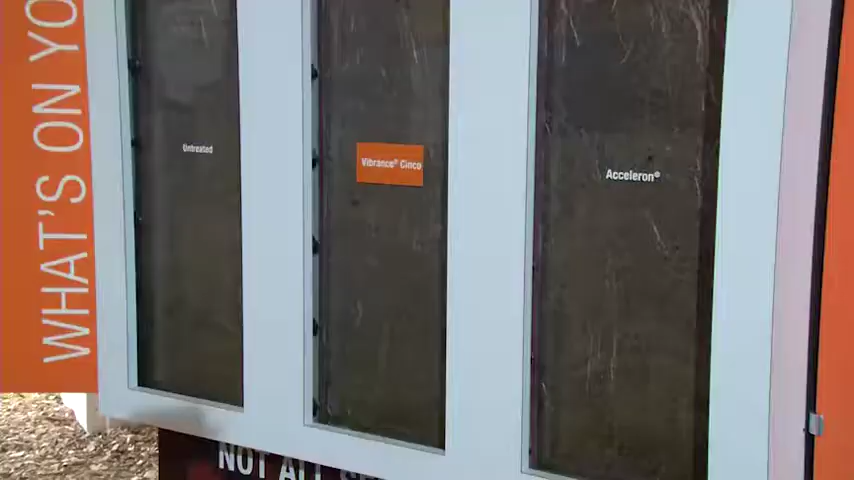 WHAT'S ON YO
Untreated
Vibrance® Cinco
Acceleron®
NOT ALL